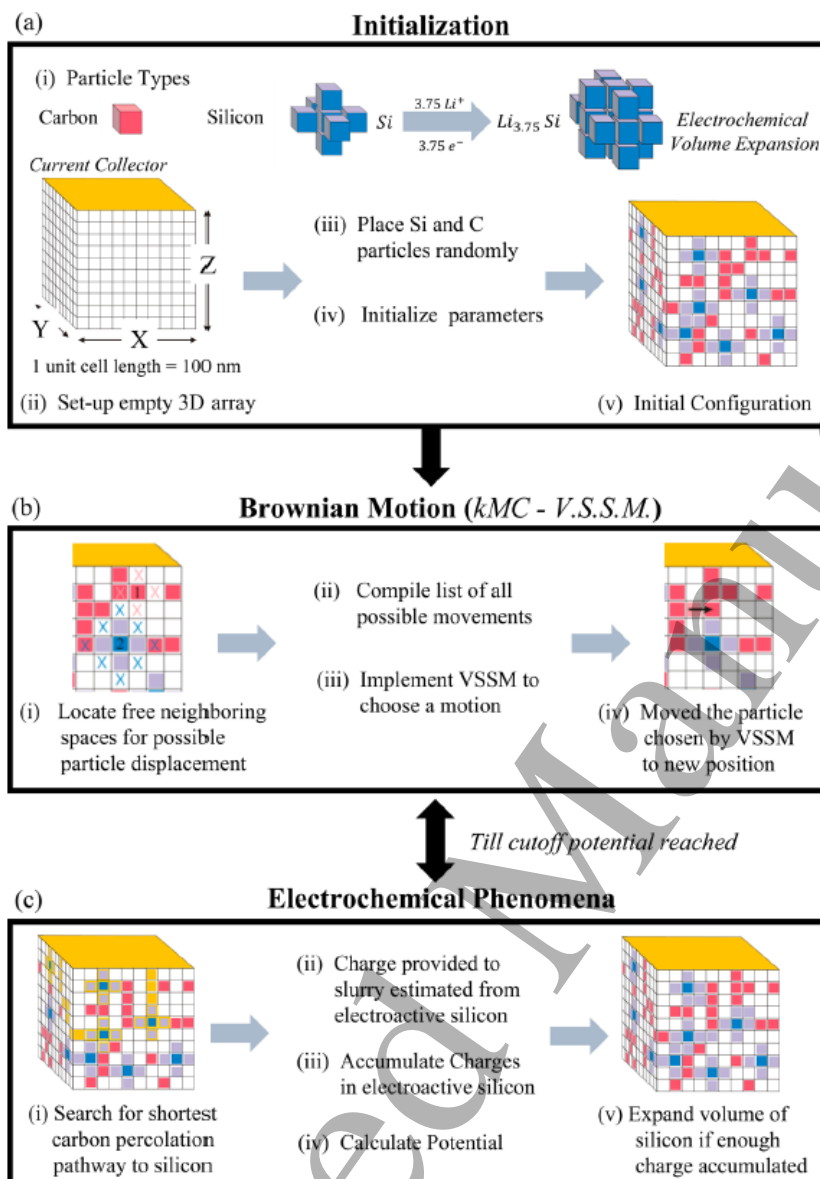 (a)
Initialization
(i) Particle Types
Carbon
Silicon
Si
3.75 Li⁺
3.75 e⁻
Li₃.₇₅ Si
Electrochemical
Volume Expansion
Current Collector
Z
Y
X
1 unit cell length = 100 nm
(ii) Set-up empty 3D array
(iii) Place Si and C
particles randomly
(iv) Initialize parameters
(v) Initial Configuration
(b)
Brownian Motion (kMC - V.S.S.M.)
1
2
(i) Locate free neighboring
spaces for possible
particle displacement
(ii) Compile list of all
possible movements
(iii) Implement VSSM to
choose a motion
(iv) Moved the particle
chosen by VSSM
to new position
Till cutoff potential reached
(c)
Electrochemical Phenomena
(i) Search for shortest
carbon percolation
pathway to silicon
(ii) Charge provided to
slurry estimated from
electroactive silicon
(iii) Accumulate Charges
in electroactive silicon
(iv) Calculate Potential
(v) Expand volume of
silicon if enough
charge accumulated
ed Manu